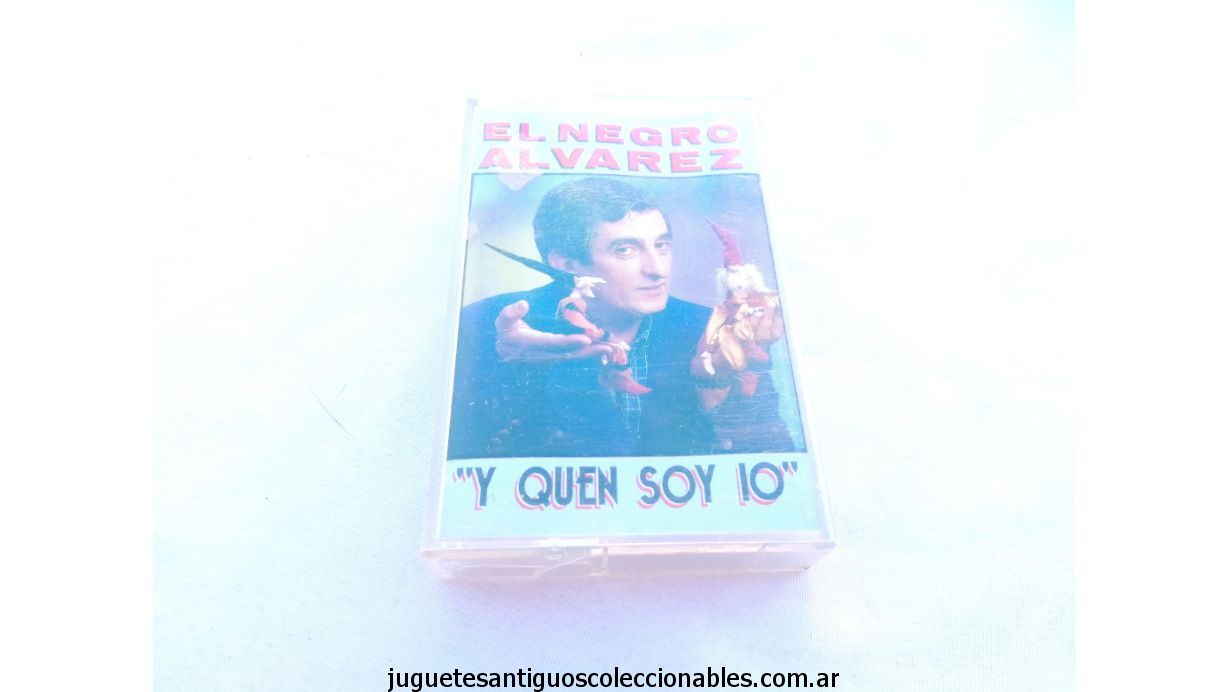 EL NEGRO
ALVAREZ
"Y QUEN SOY IO"
juguetesantiguoscoleccionables.com.ar